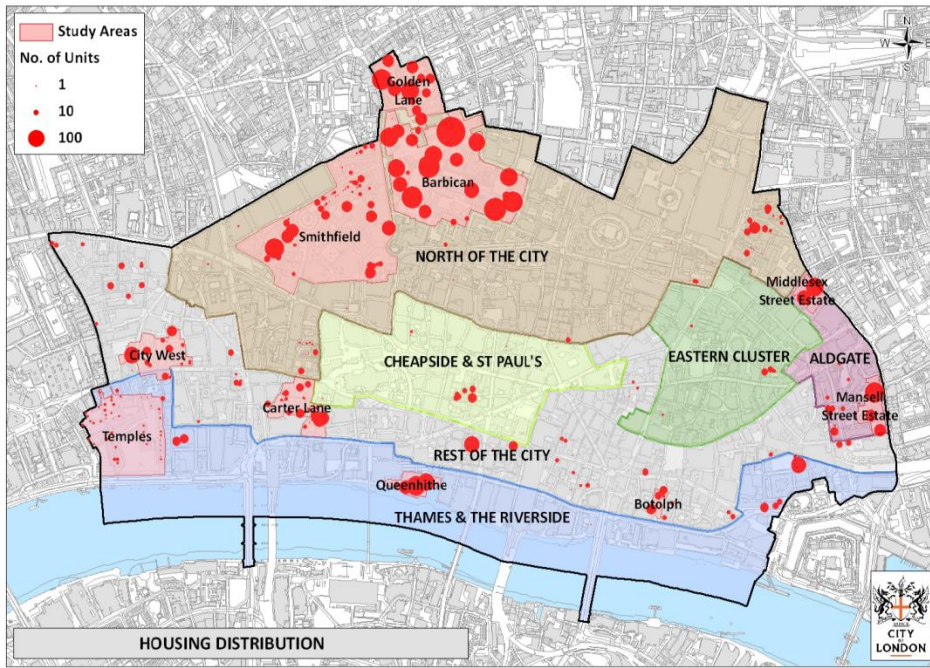 Study Areas
No. of Units
1
10
100
N
W
E
S
Golden
Lane
Barbican
Smithfield
NORTH OF THE CITY
Middlesex
Street Estate
City West
CHEAPSIDE & ST PAUL'S
EASTERN CLUSTER
ALDGATE
Carter Lane
Mansell
Street Estate
Temples
REST OF THE CITY
Queenhithe
Botolph
THAMES & THE RIVERSIDE
HOUSING DISTRIBUTION
CITY
OF
LONDON